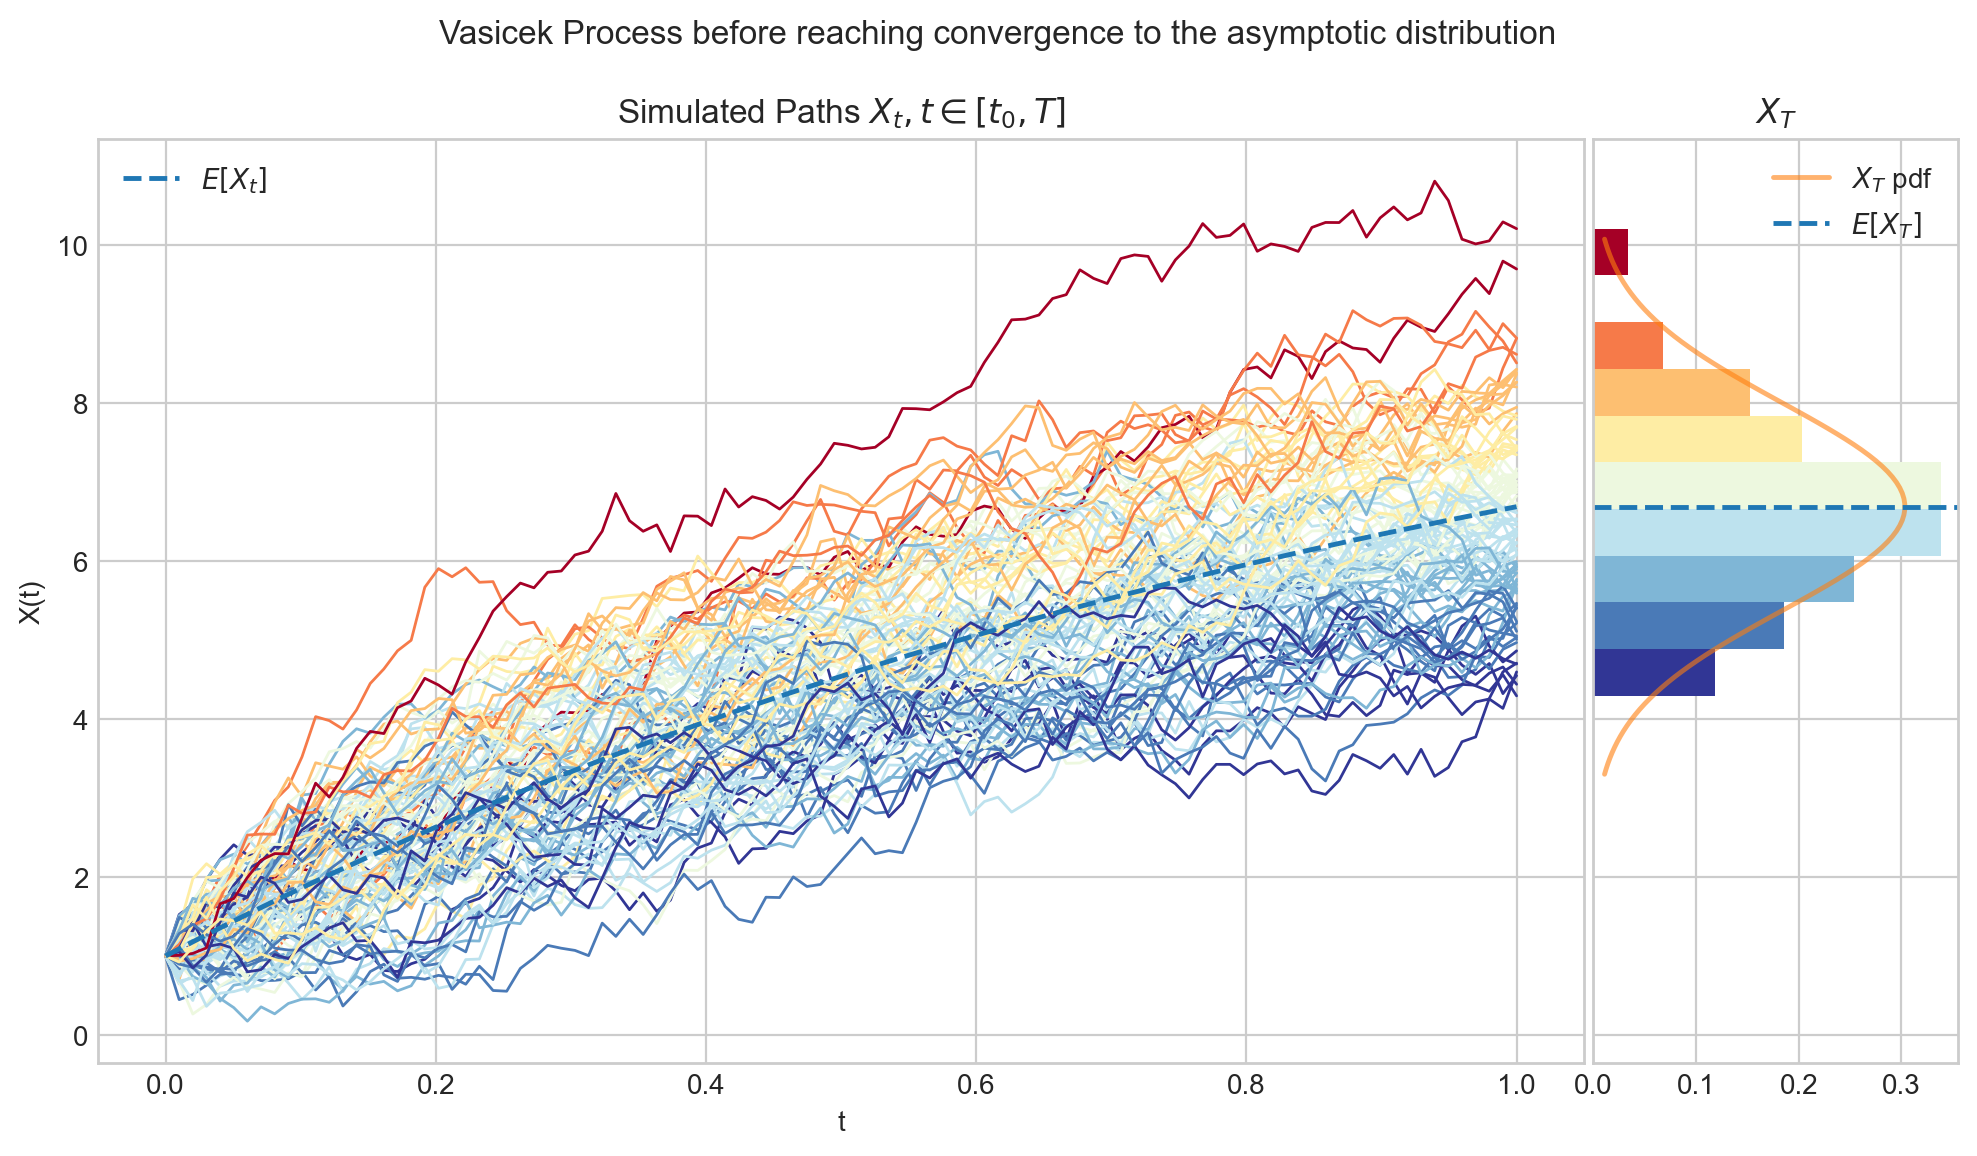 Vasicek Process before reaching convergence to the asymptotic distribution
Simulated Paths $X_t, t \in [t_0, T]$
$X_T$
$E[X_t]$
$X_T$ pdf
$E[X_T]$
X(t)
10
8
6
4
2
0
0.0 0.2 0.4 0.6 0.8 1.0
0.0 0.1 0.2 0.3
t